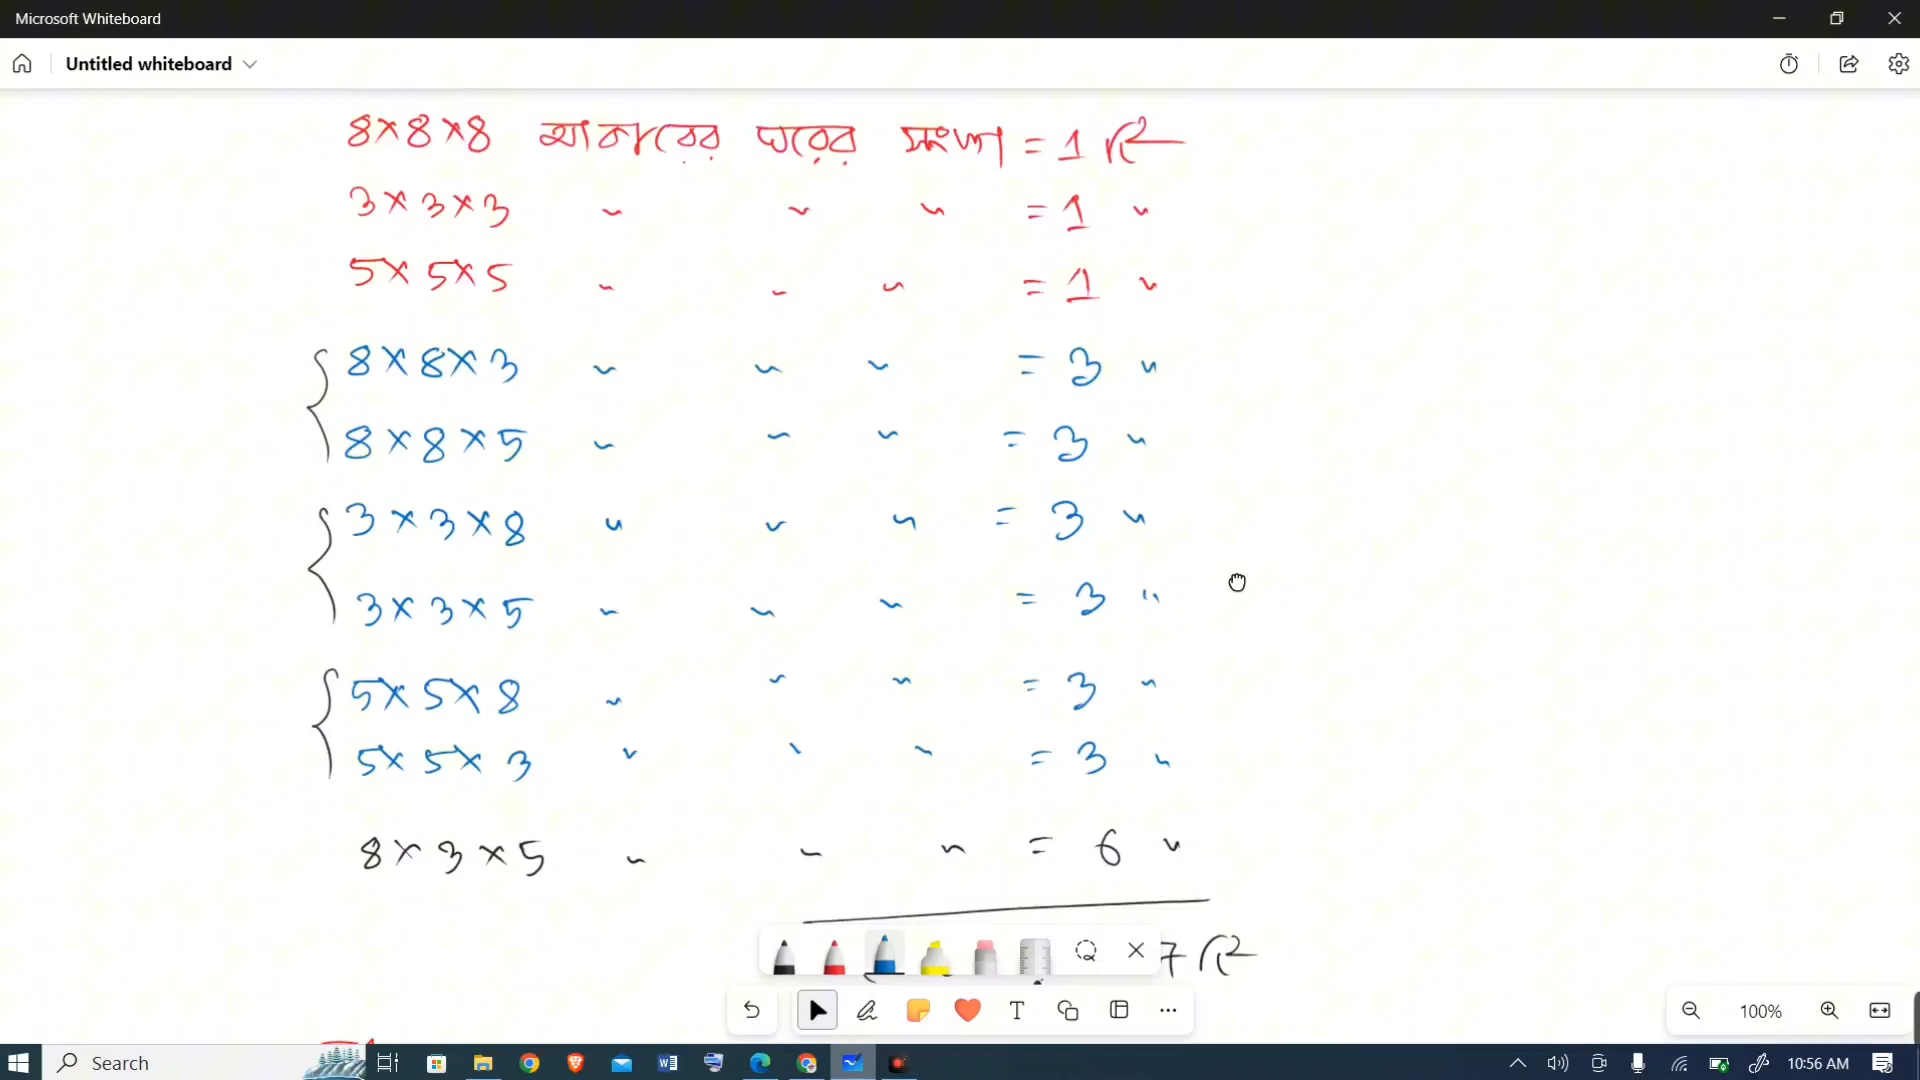 Microsoft Whiteboard
Untitled whiteboard
8×8×8 আকারের ঘরের সংখ্যা = 1 টি
3×3×3 " " " = 1 "
5×5×5 " " " = 1 "
8×8×3 " " " = 3 "
8×8×5 " " " = 3 "
3×3×8 " " " = 3 "
3×3×5 " " " = 3 "
5×5×8 " " " = 3 "
5×5×3 " " " = 3 "
8×3×5 " " " = 6 "
7 টি
100%
Search
10:56 AM